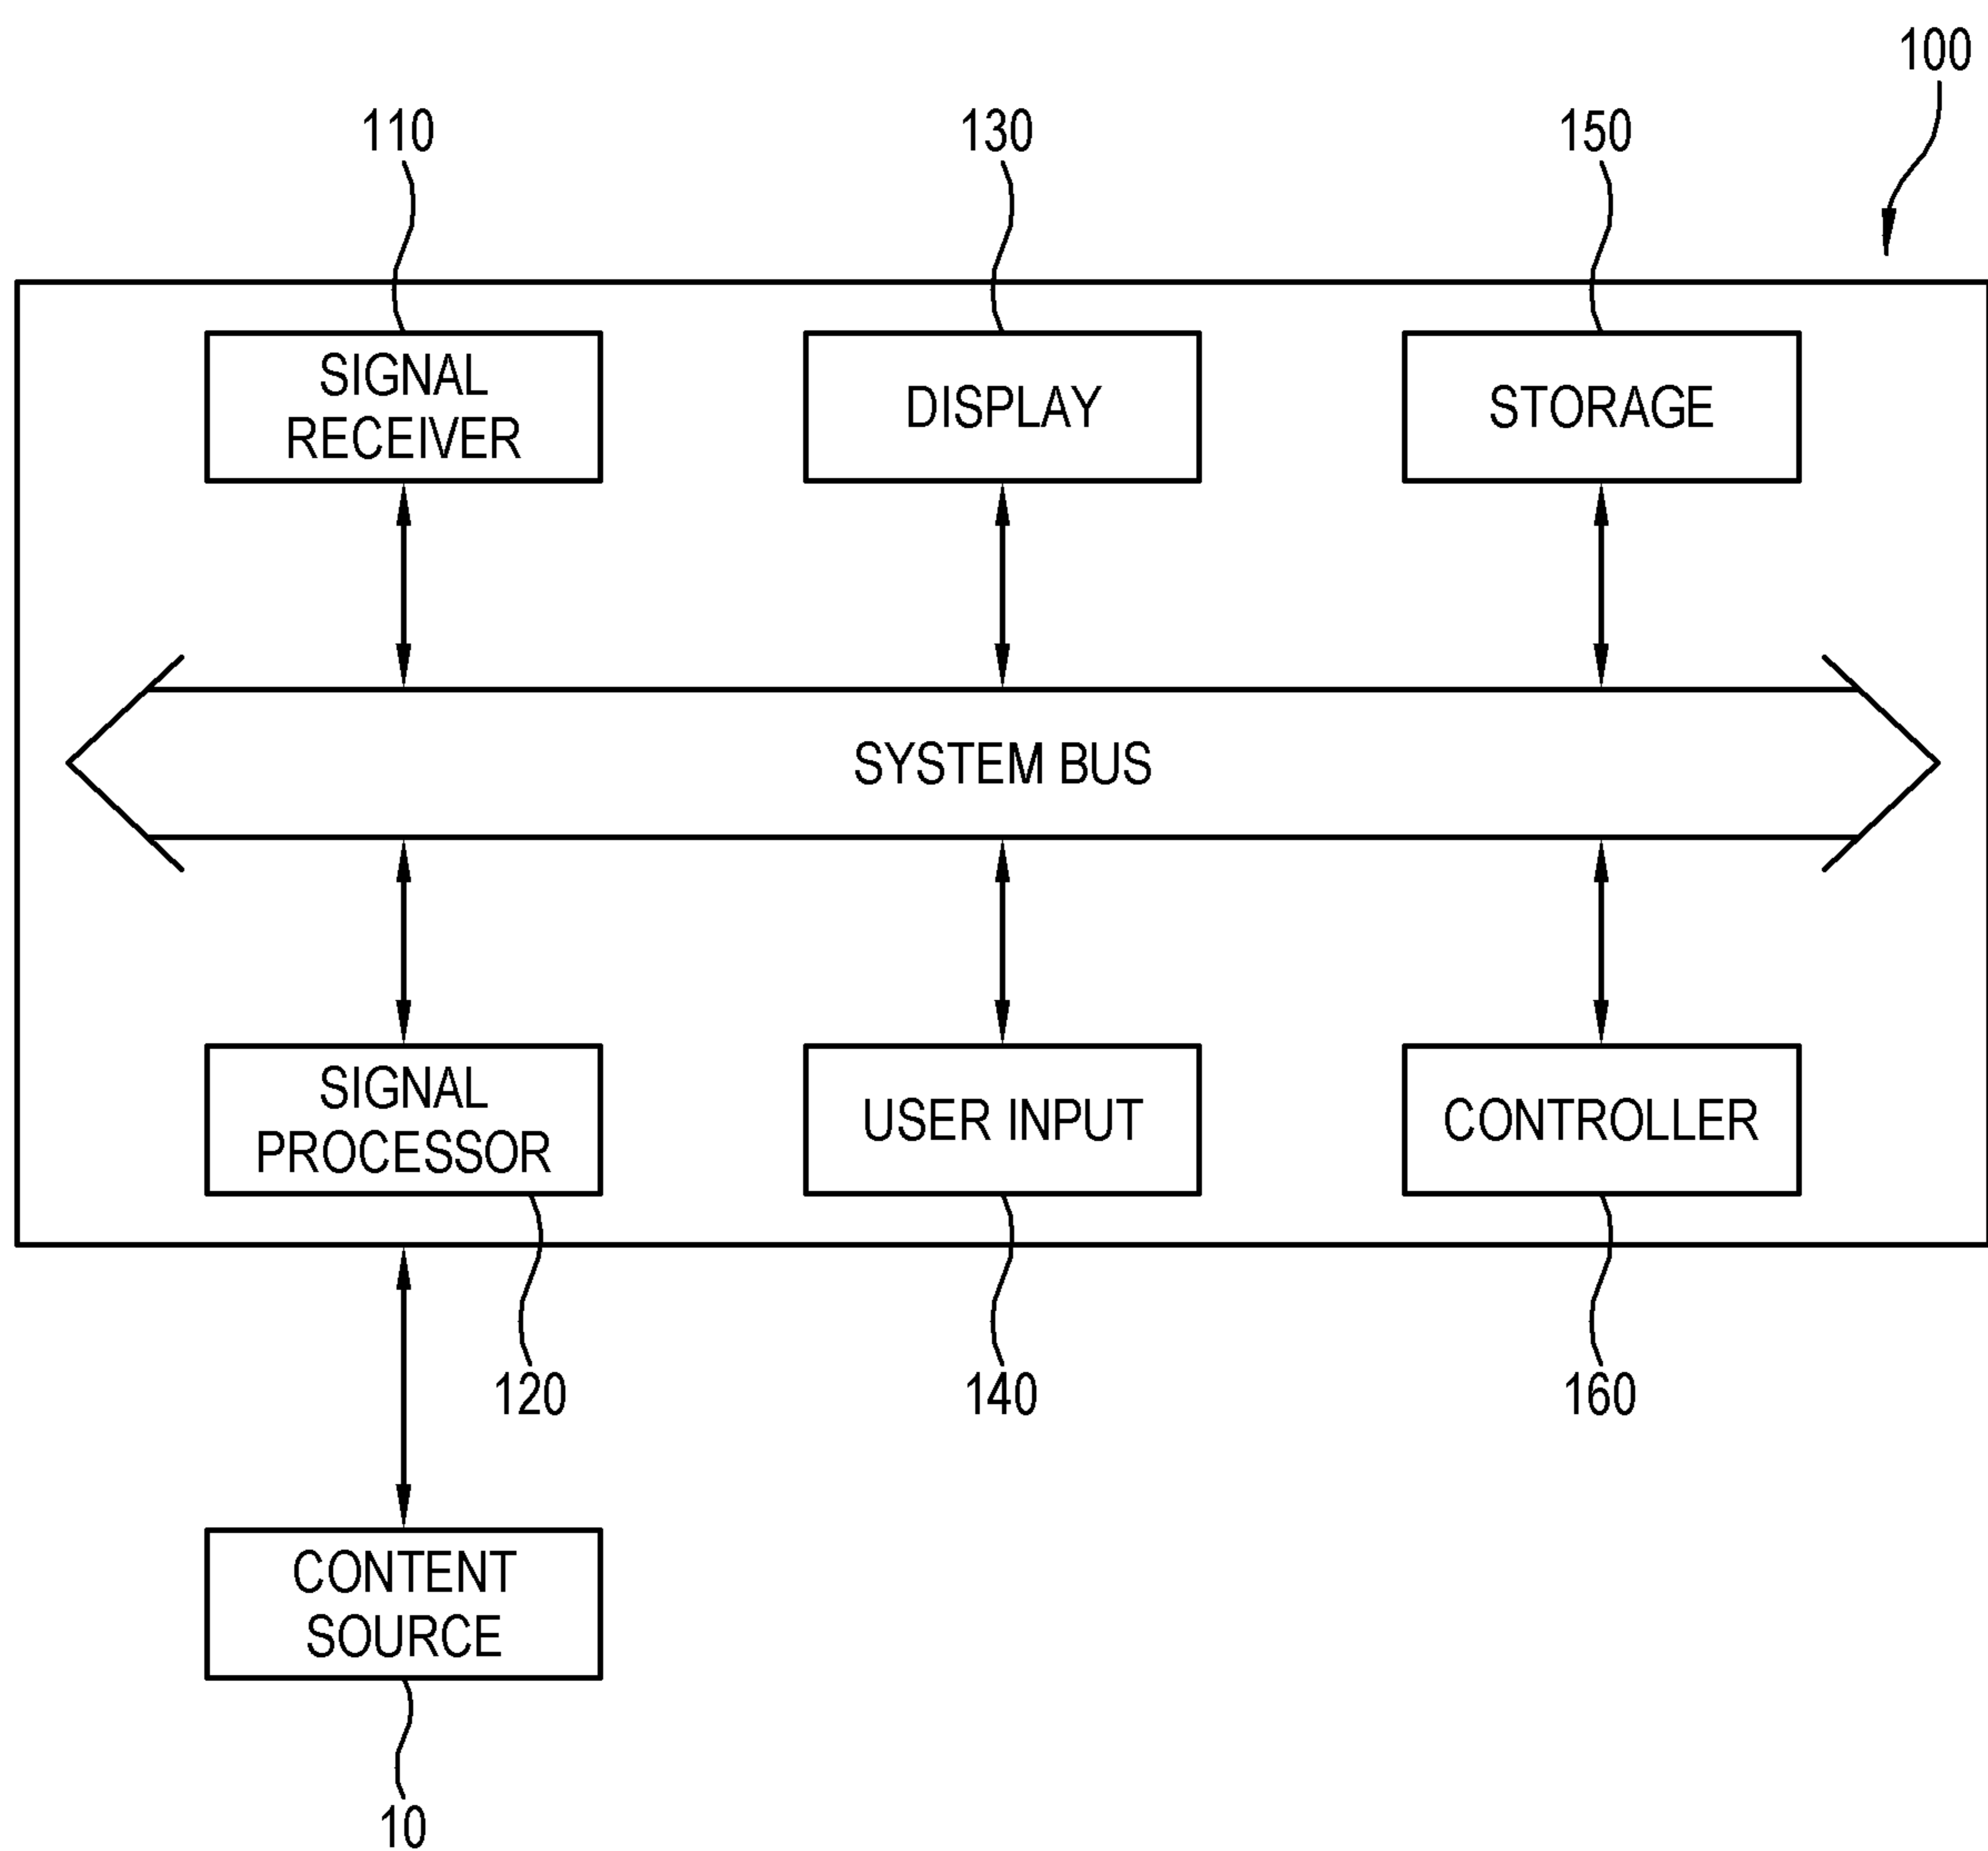 100
110
130
150
SIGNAL
RECEIVER
DISPLAY
STORAGE
SYSTEM BUS
SIGNAL
PROCESSOR
USER INPUT
CONTROLLER
120
140
160
CONTENT
SOURCE
10